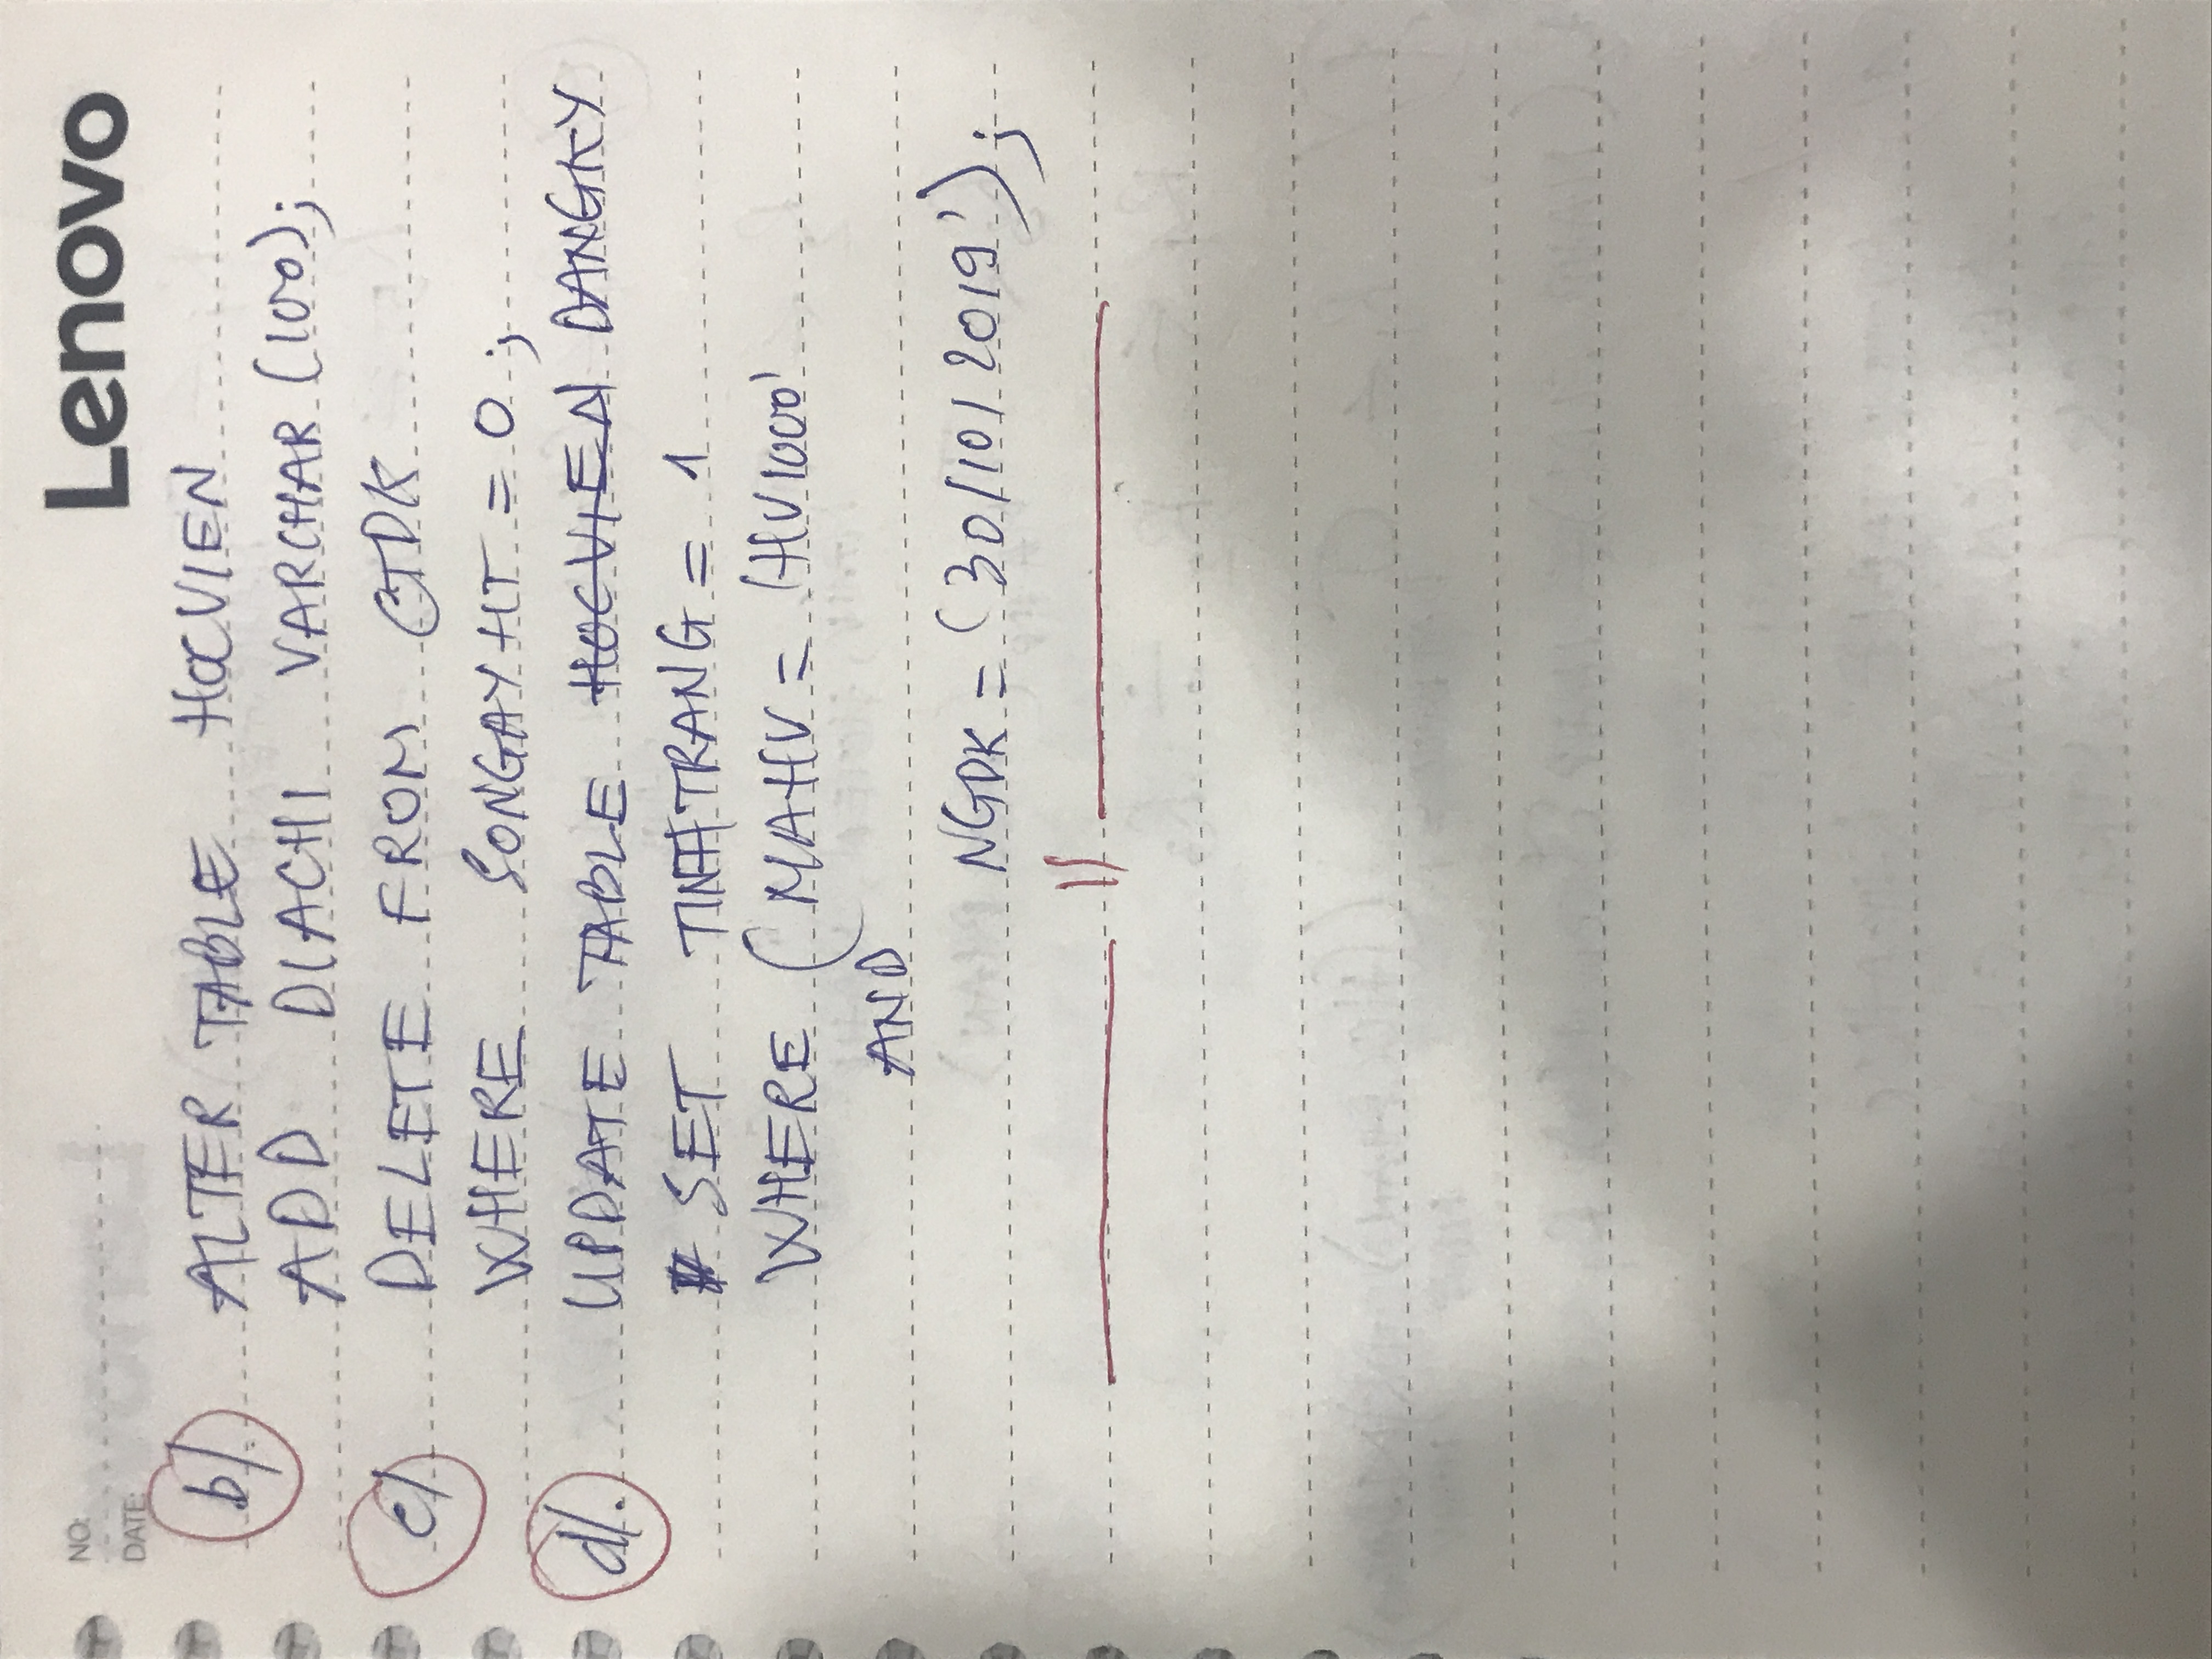 NO:
Lenovo
DATE:
b/. ALTER TABLE HOCVIEN
ADD DIACHI VARCHAR (100);
c/ DELETE FROM CTDK
WHERE SONGAYHT = 0 ;
d/. UPDATE TABLE HOCVIEN DANGKY
SET TINHTRANG = 1
WHERE ( MAHV = 'HV1000'
AND
NGDK = '30/10/2019' );